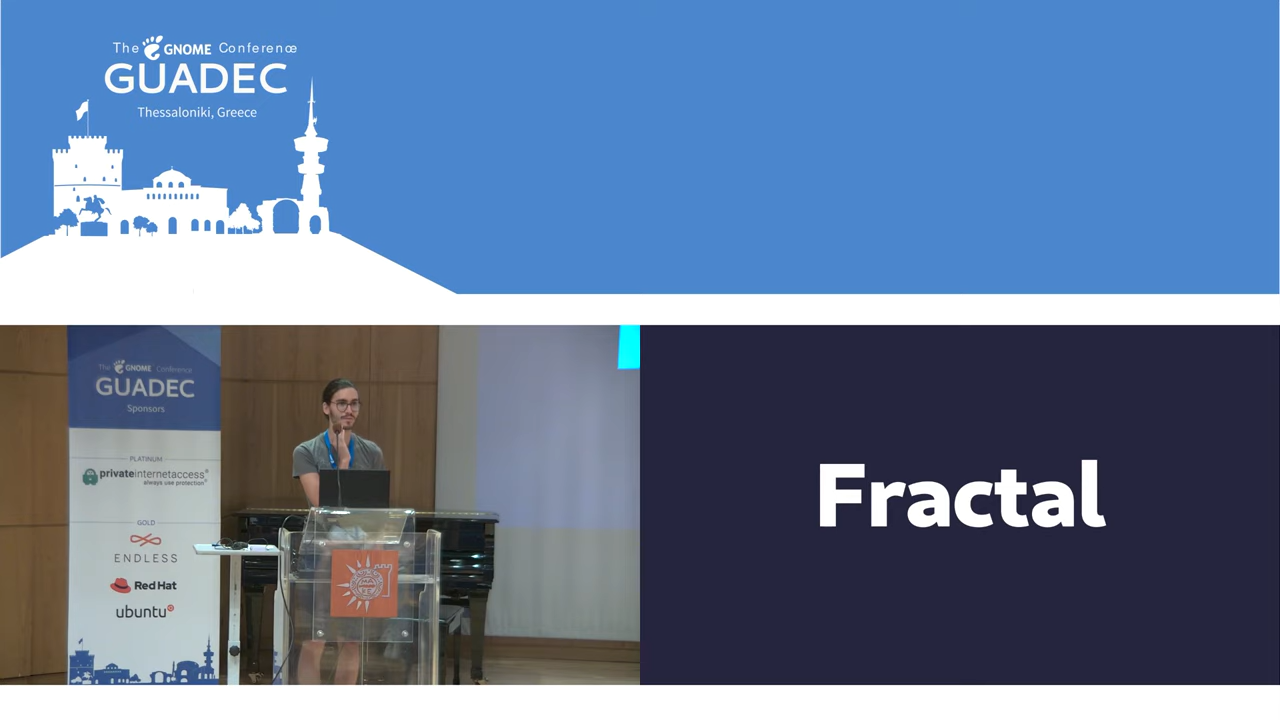 The GNOME Conference
GUADEC
Thessaloniki, Greece
The GNOME Conference
GUADEC
Sponsors
PLATINUM
privateinternetaccess®
always use protection®
GOLD
ENDLESS
Red Hat
ubuntu®
Fractal